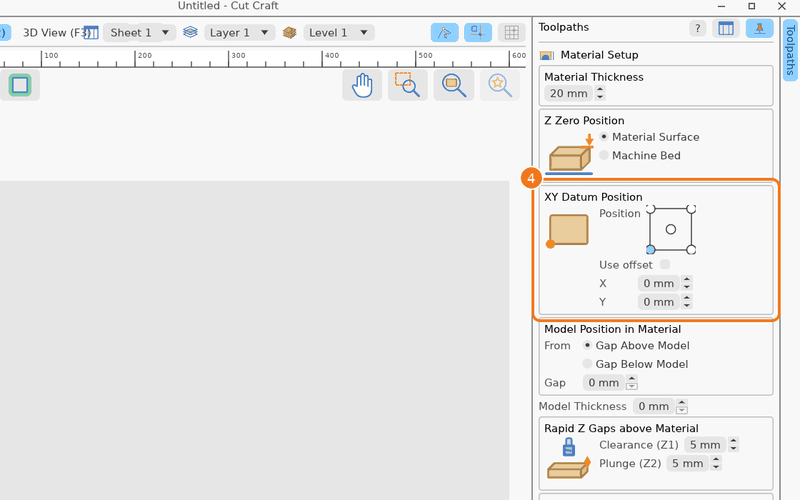 Untitled - Cut Craft
3D View (F3)
Sheet 1
Layer 1
Level 1
100
200
300
400
500
600
Toolpaths
?
Toolpaths
Material Setup
Material Thickness
20 mm
Z Zero Position
Material Surface
Machine Bed
4
XY Datum Position
Position
Use offset
X 0 mm
Y 0 mm
Model Position in Material
From Gap Above Model
Gap Below Model
Gap 0 mm
Model Thickness 0 mm
Rapid Z Gaps above Material
Clearance (Z1) 5 mm
Plunge (Z2) 5 mm